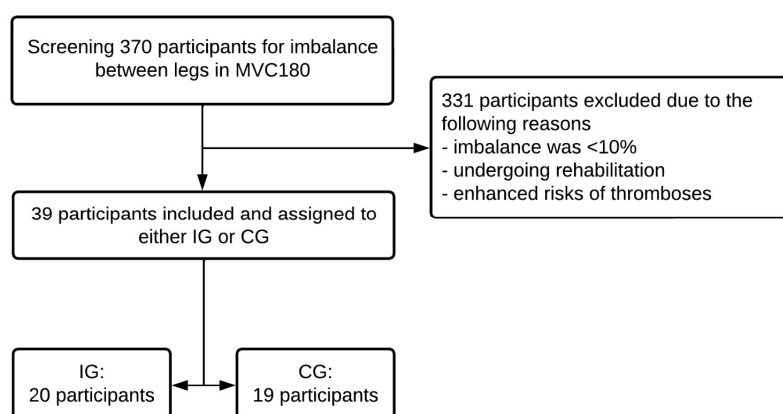 Screening 370 participants for imbalance
between legs in MVC180
331 participants excluded due to the
following reasons
- imbalance was <10%
- undergoing rehabilitation
- enhanced risks of thromboses
39 participants included and assigned to
either IG or CG
IG:
20 participants
CG:
19 participants